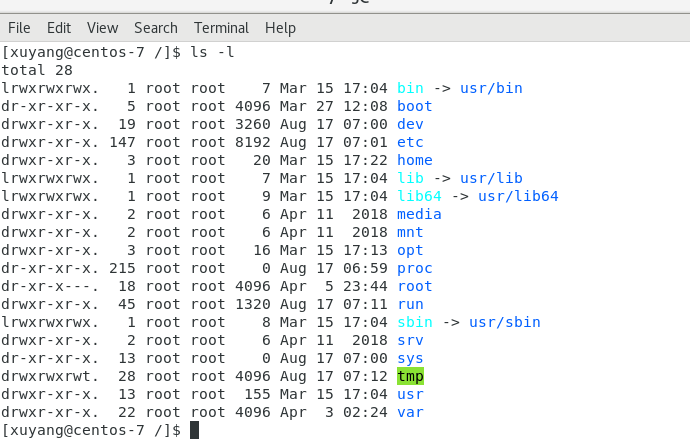 File Edit View Search Terminal Help
[xuyang@centos-7 /]$ ls -l
total 28
lrwxrwxrwx.   1 root root    7 Mar 15 17:04 bin -> usr/bin
dr-xr-xr-x.   5 root root 4096 Mar 27 12:08 boot
drwxr-xr-x.  19 root root 3260 Aug 17 07:00 dev
drwxr-xr-x. 147 root root 8192 Aug 17 07:01 etc
drwxr-xr-x.   3 root root   20 Mar 15 17:22 home
lrwxrwxrwx.   1 root root    7 Mar 15 17:04 lib -> usr/lib
lrwxrwxrwx.   1 root root    9 Mar 15 17:04 lib64 -> usr/lib64
drwxr-xr-x.   2 root root    6 Apr 11  2018 media
drwxr-xr-x.   2 root root    6 Apr 11  2018 mnt
drwxr-xr-x.   3 root root   16 Mar 15 17:13 opt
dr-xr-xr-x. 215 root root    0 Aug 17 06:59 proc
dr-xr-x---.  18 root root 4096 Apr  5 23:44 root
drwxr-xr-x.  45 root root 1320 Aug 17 07:11 run
lrwxrwxrwx.   1 root root    8 Mar 15 17:04 sbin -> usr/sbin
drwxr-xr-x.   2 root root    6 Apr 11  2018 srv
dr-xr-xr-x.  13 root root    0 Aug 17 07:00 sys
drwxrwxrwt.  28 root root 4096 Aug 17 07:12 tmp
drwxr-xr-x.  13 root root  155 Mar 15 17:04 usr
drwxr-xr-x.  22 root root 4096 Apr  3 02:24 var
[xuyang@centos-7 /]$